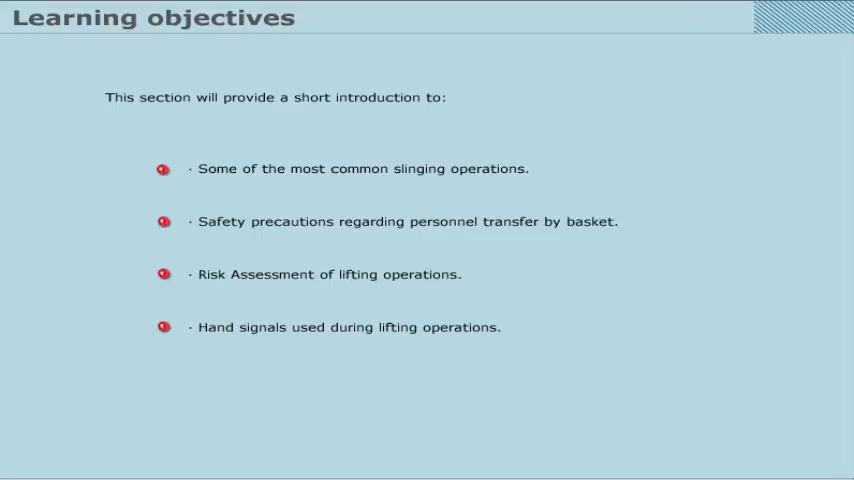 Learning objectives
This section will provide a short introduction to:
· Some of the most common slinging operations.
· Safety precautions regarding personnel transfer by basket.
· Risk Assessment of lifting operations.
· Hand signals used during lifting operations.